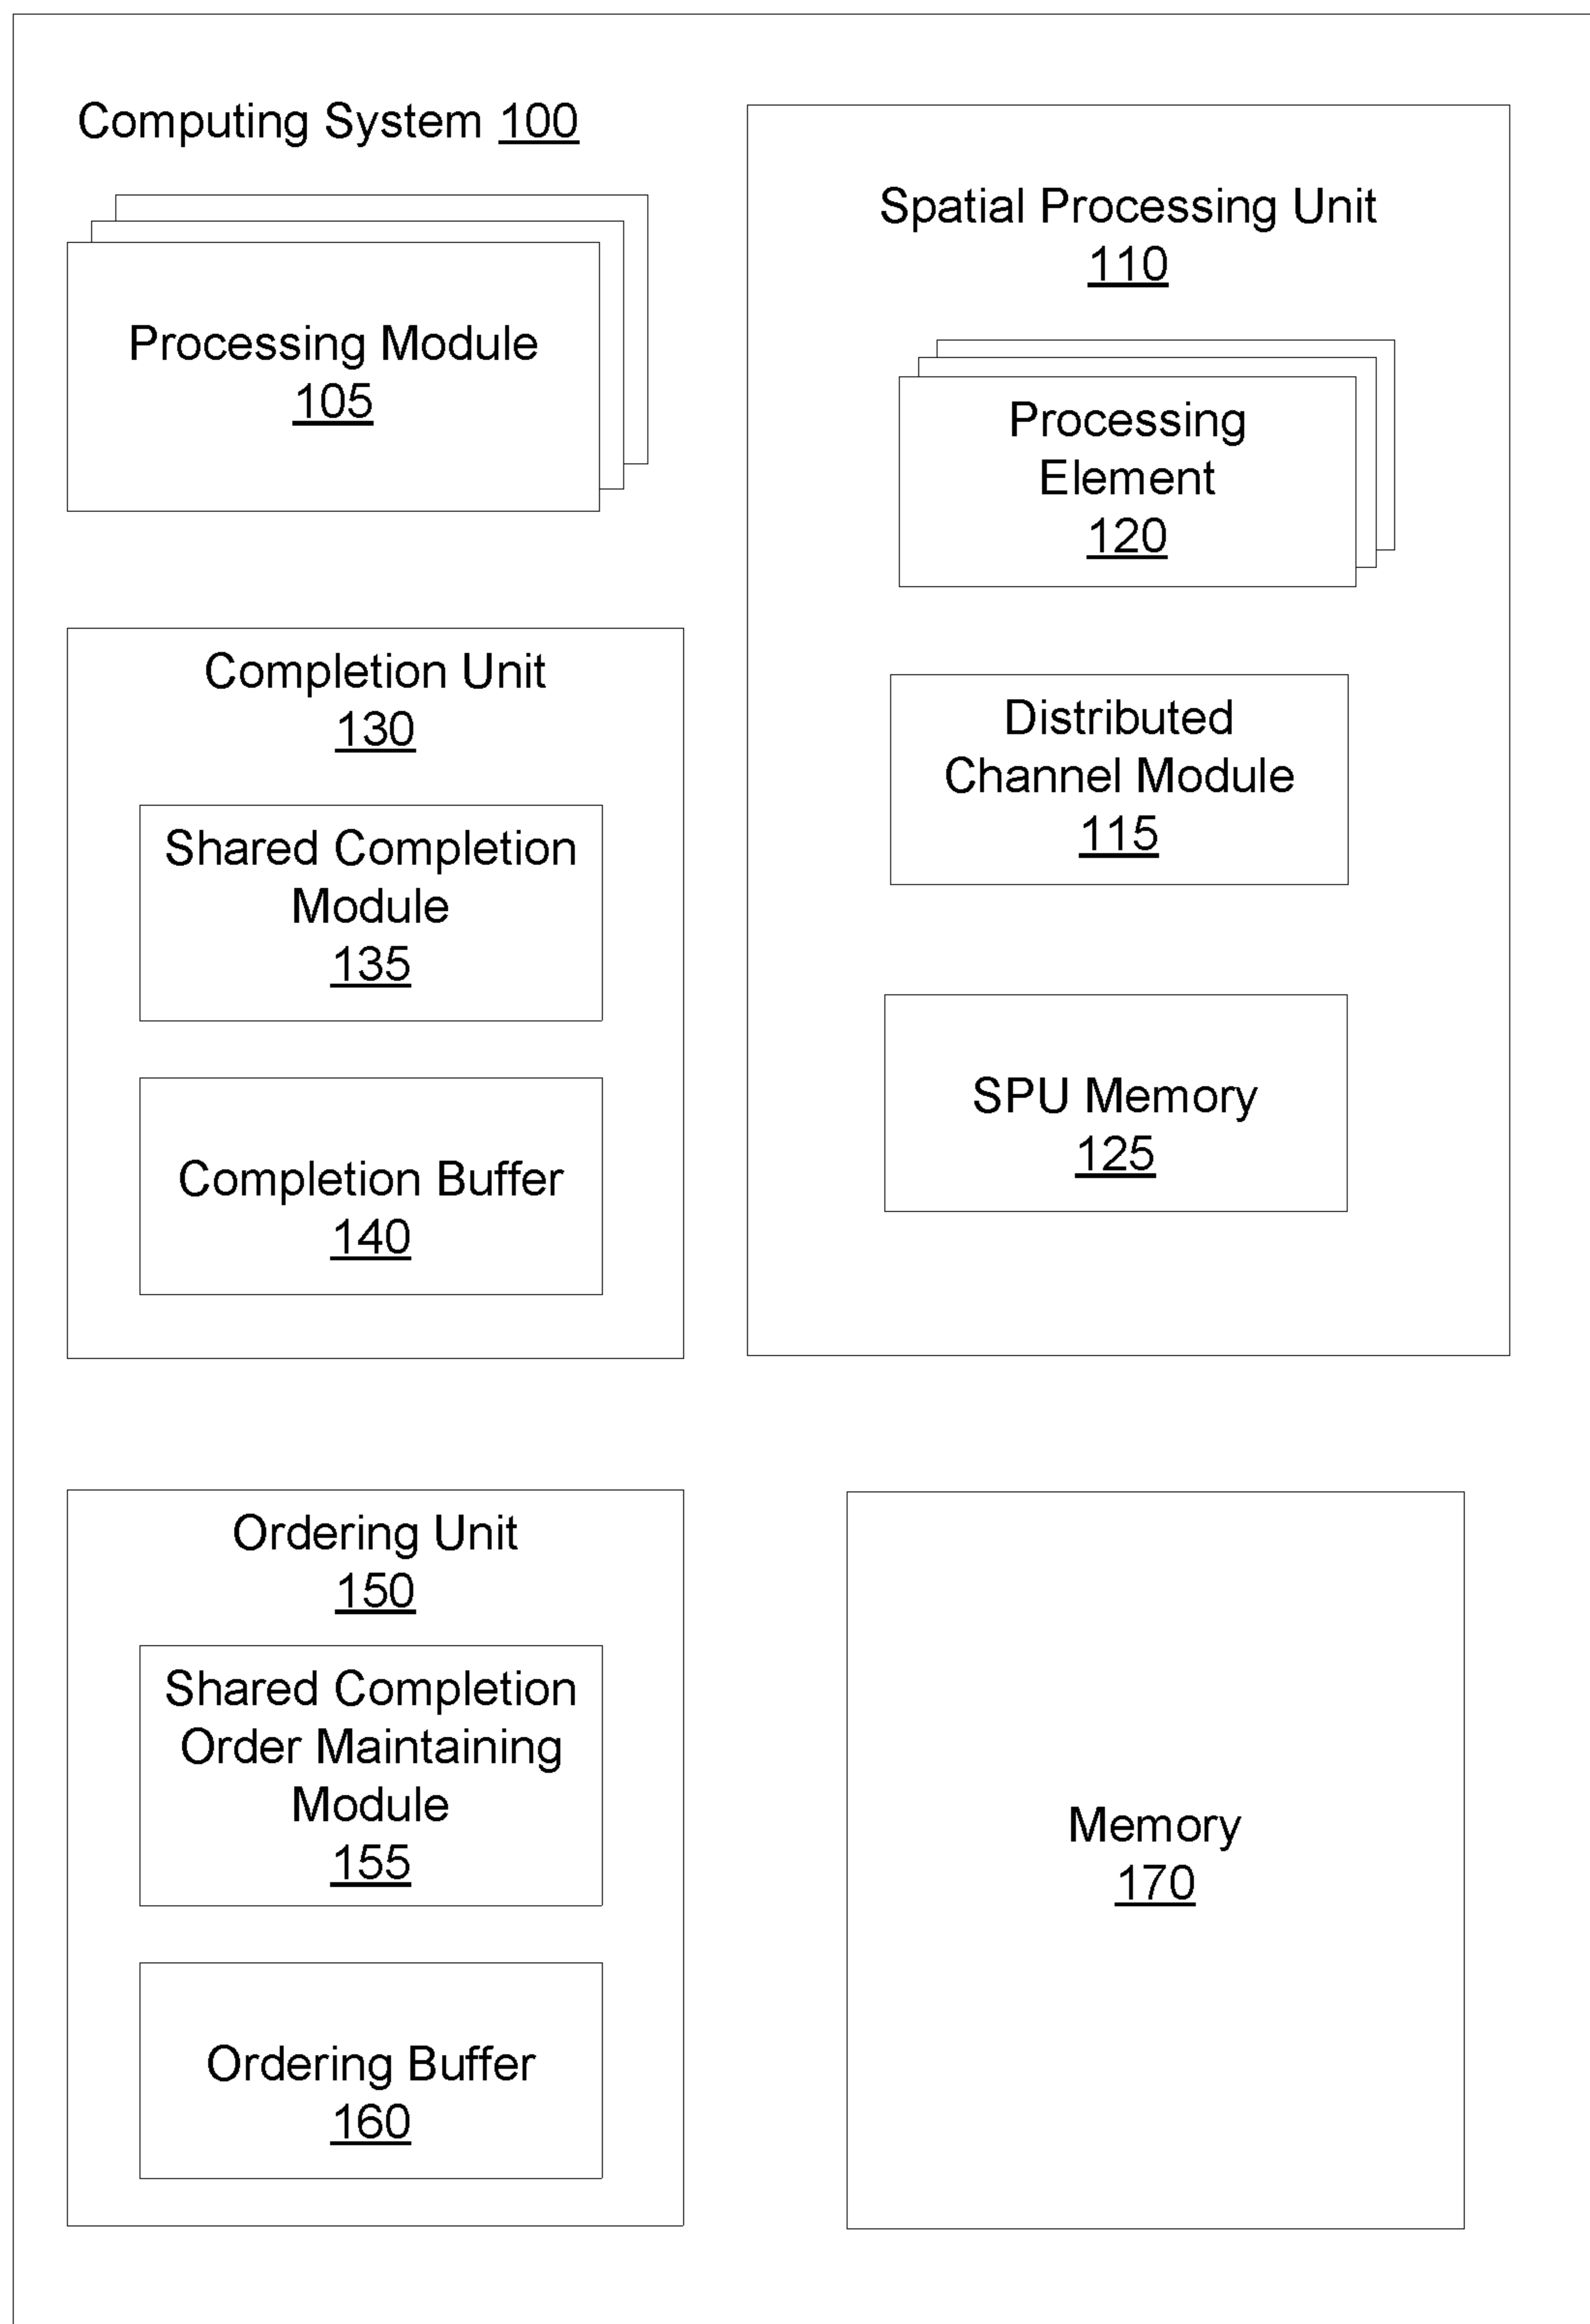 Computing System 100
Processing Module
105
Spatial Processing Unit
110
Processing
Element
120
Distributed
Channel Module
115
SPU Memory
125
Completion Unit
130
Shared Completion
Module
135
Completion Buffer
140
Ordering Unit
150
Shared Completion
Order Maintaining
Module
155
Ordering Buffer
160
Memory
170